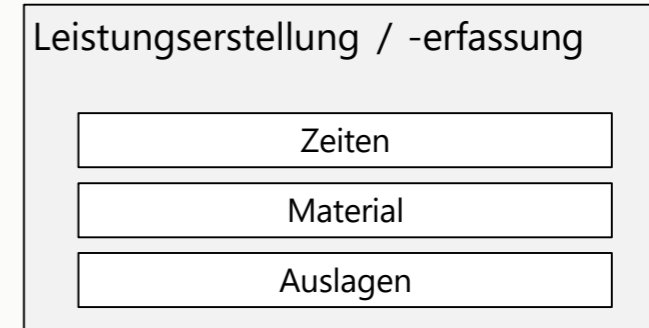 Leistungserstellung / -erfassung
Zeiten
Material
Auslagen